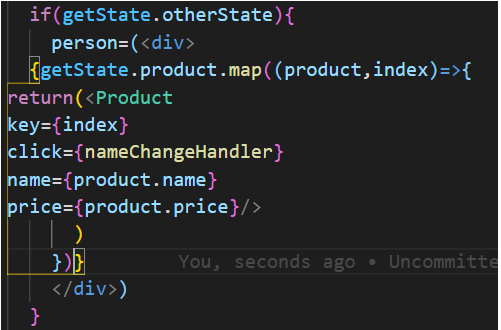 if(getState.otherState){
person=(<div>
{getState.product.map((product,index)=>{
return(<Product
key={index}
click={nameChangeHandler}
name={product.name}
price={product.price}/>
)
})} You, seconds ago • Uncommitte
</div>)
}